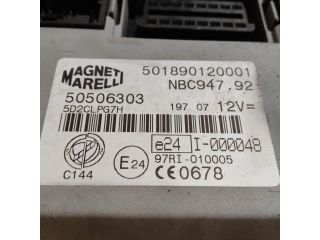 MAGNETI MARELLI
501890120001
NBC947.92
50506303
197 07 12V=
5D2CLPG7H
e24 I-000048
E24
97RI-010005
C144
CE0678